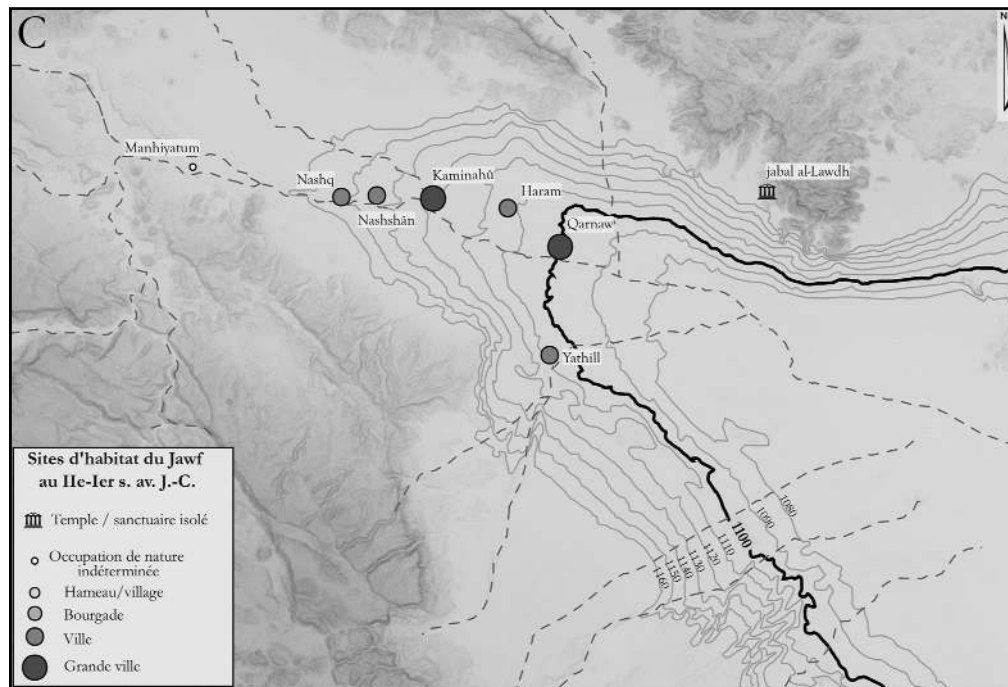 C
N
Manhiyatum
Nashq
Nashshân
Kaminahû
Haram
Qarnaw
jabal al-Lawdh
Yathill
1080
1090
1100
1110
1120
1130
1140
1150
1160
Sites d'habitat du Jawf
au IIe-Ier s. av. J.-C.
Temple / sanctuaire isolé
Occupation de nature
indéterminée
Hameau/village
Bourgade
Ville
Grande ville